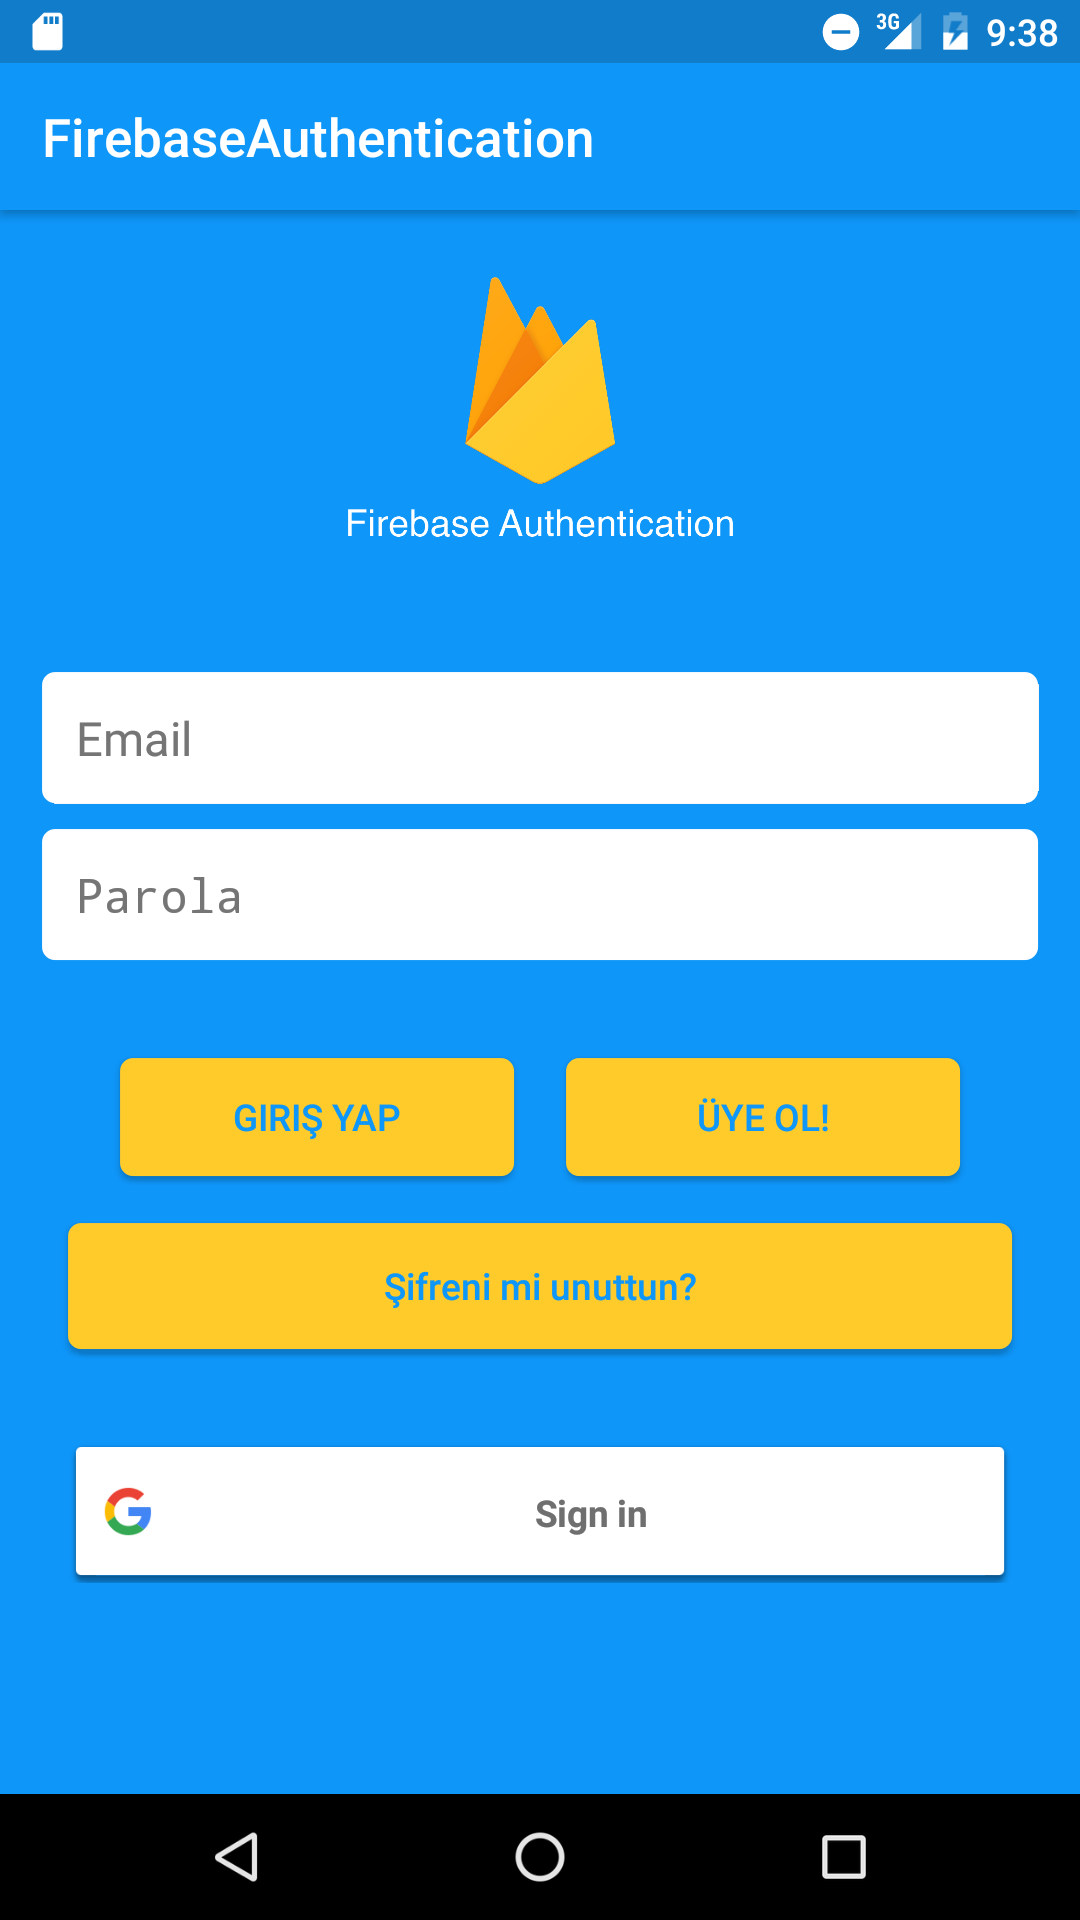 3G 9:38
FirebaseAuthentication
Firebase Authentication
Email
Parola
GIRIŞ YAP
ÜYE OL!
Şifreni mi unuttun?
Sign in